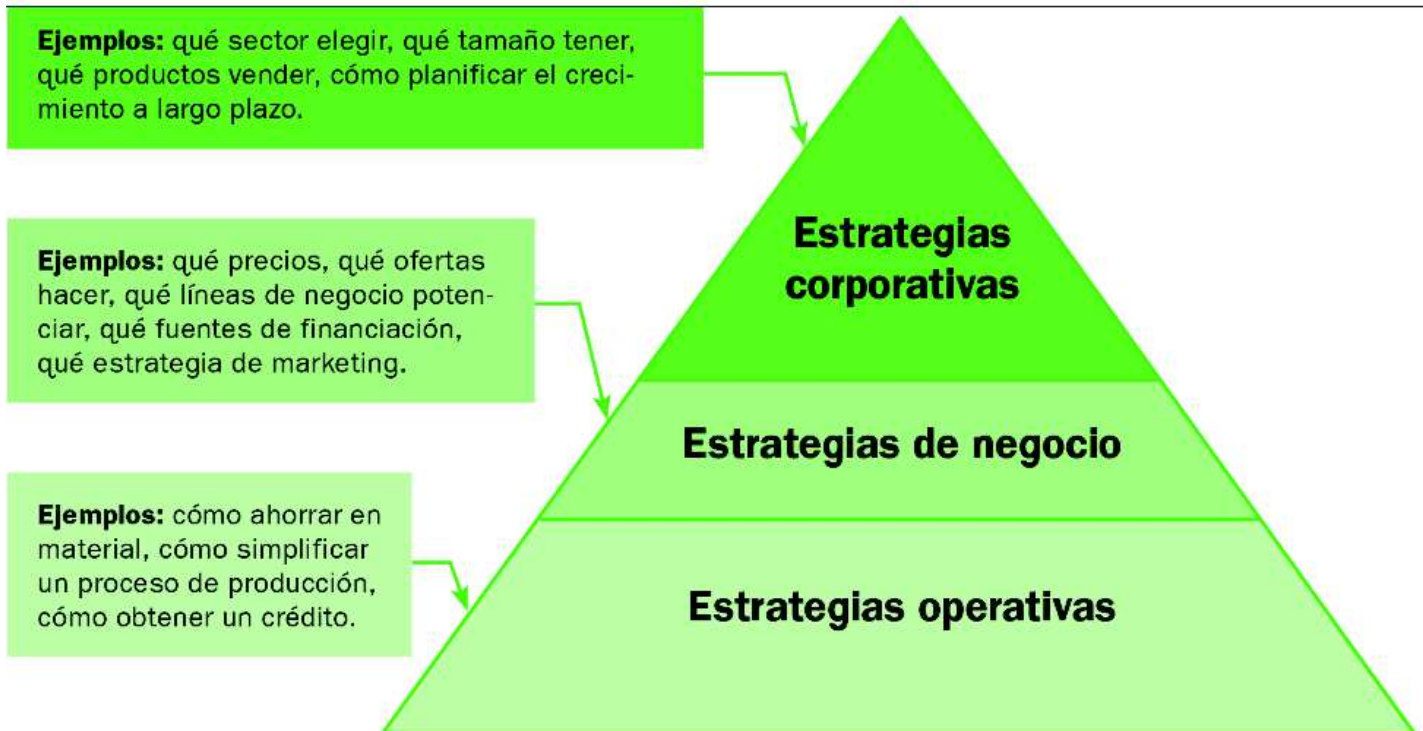 Ejemplos: qué sector elegir, qué tamaño tener,
qué productos vender, cómo planificar el creci-
miento a largo plazo.
Estrategias
corporativas
Ejemplos: qué precios, qué ofertas
hacer, qué líneas de negocio poten-
ciar, qué fuentes de financiación,
qué estrategia de marketing.
Estrategias de negocio
Ejemplos: cómo ahorrar en
material, cómo simplificar
un proceso de producción,
cómo obtener un crédito.
Estrategias operativas